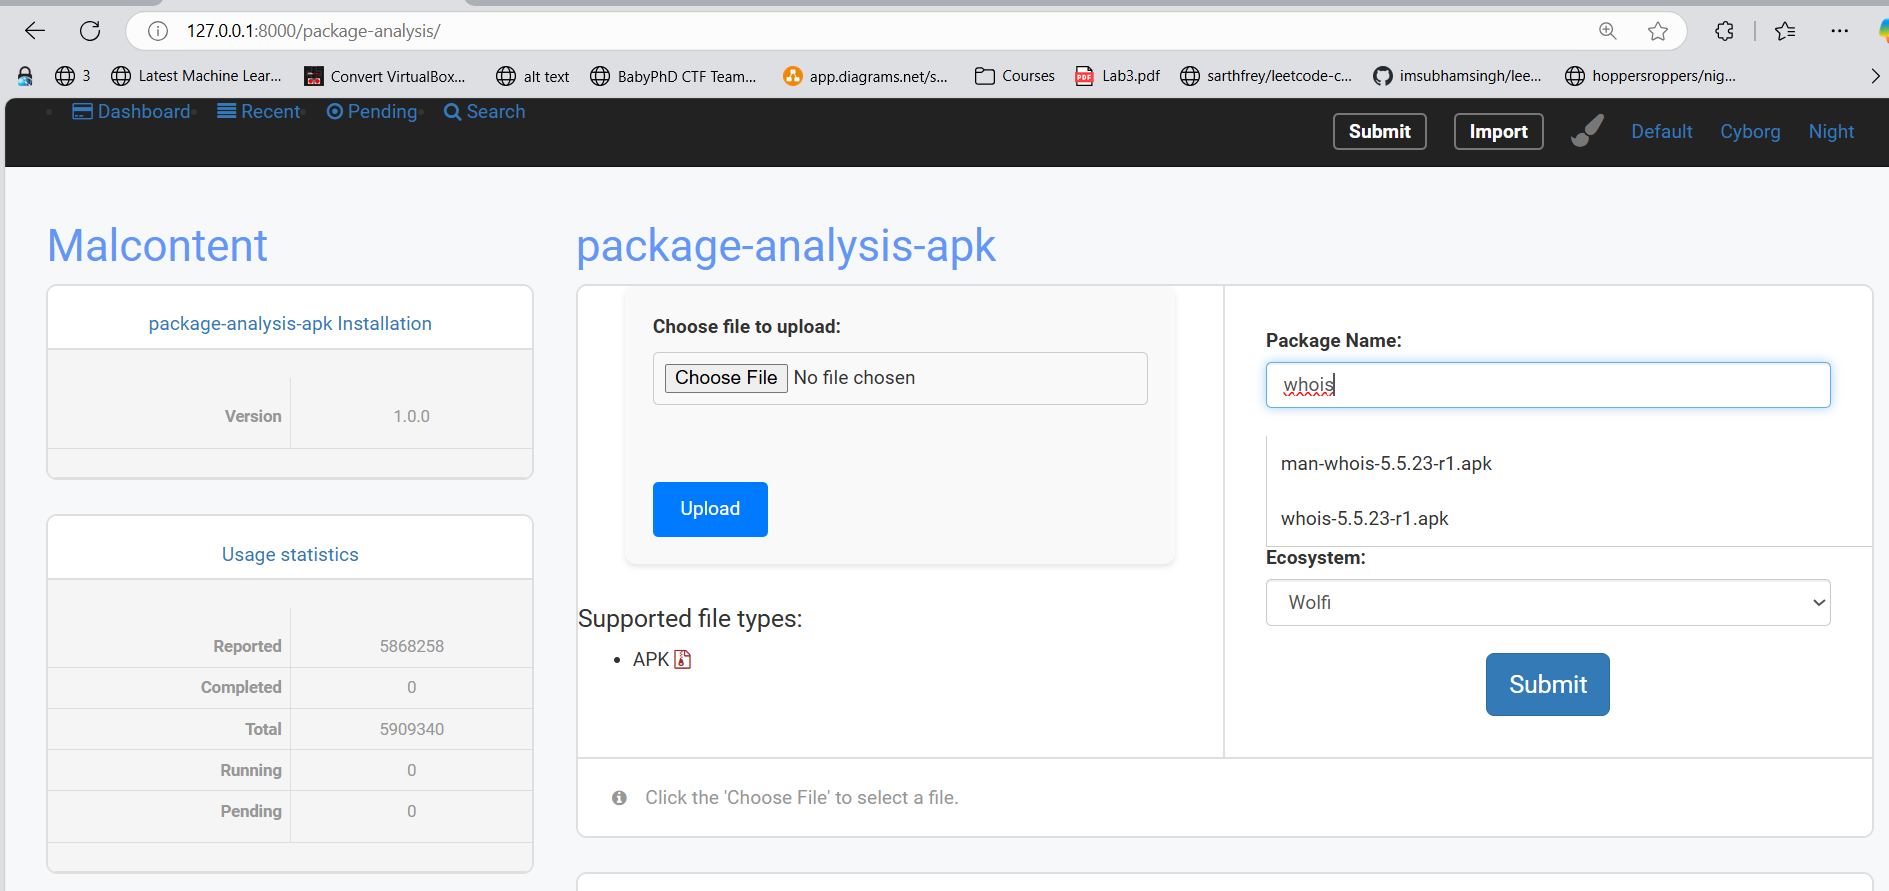 127.0.0.1:8000/package-analysis/
3
Latest Machine Lear...
Convert VirtualBox...
alt text
BabyPhD CTF Team...
app.diagrams.net/s...
Courses
Lab3.pdf
sarthfrey/leetcode-c...
imsubhamsingh/lee...
hoppersroppers/nig...
Dashboard
Recent
Pending
Search
Submit
Import
Default
Cyborg
Night
Malcontent
package-analysis-apk Installation
Version 1.0.0
Usage statistics
Reported 5868258
Completed 0
Total 5909340
Running 0
Pending 0
package-analysis-apk
Choose file to upload:
Choose File No file chosen
Upload
Supported file types:
APK
Package Name:
whois
man-whois-5.5.23-r1.apk
whois-5.5.23-r1.apk
Ecosystem:
Wolfi
Submit
Click the 'Choose File' to select a file.